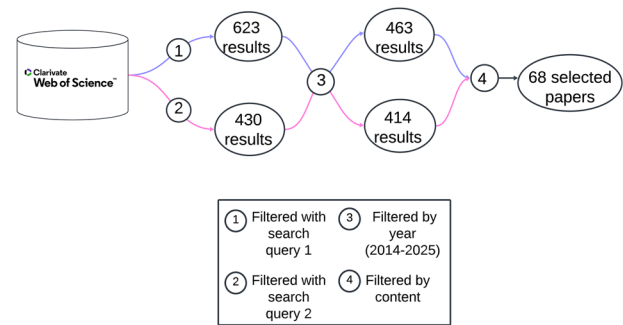 Clarivate
Web of Science™
1
2
623
results
430
results
3
463
results
414
results
4
68 selected
papers
1
Filtered with
search
query 1
3
Filtered by
year
(2014-2025)
2
Filtered with
search
query 2
4
Filtered by
content